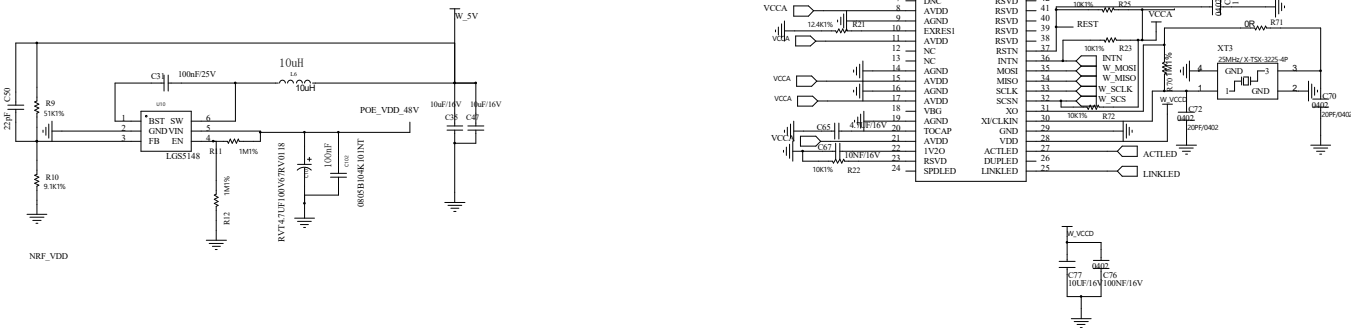 W_5V
10uH
L6
10uH
C31
100nF/25V
C50
22pF
R9
51K1%
U10
1
BST
SW
6
2
GND
VIN
5
3
FB
EN
4
LGS5148
R11
1M1%
POE_VDD_48V
10uF/16V
10uF/16V
C35
C47
R10
9.1K1%
1M1%
R12
RVT4.7UF100V67RV0118
100nF
C102
0805B104K101NT
NRF_VDD
DNC
RSVD
VCCA
8
AVDD
RSVD
41
9
AGND
RSVD
40
12.4K1%
R21
10
EXRES1
RSVD
39
VCCA
11
AVDD
RSVD
38
12
NC
RSTN
37
13
NC
INTN
36
14
AGND
MOSI
35
VCCA
15
AVDD
MISO
34
16
AGND
SCLK
33
VCCA
17
AVDD
SCSN
32
18
VBG
XO
31
19
AGND
XI/CLKIN
30
20
TOCAP
GND
29
21
AVDD
VDD
28
22
1V2O
ACTLED
27
23
RSVD
DUPLED
26
24
SPDLED
LINKLED
25
C65
4.7UF/16V
VCCA
C67
10NF/16V
10K1%
R22
10K1%
R25
REST
VCCA
10K1%
R23
INTN
W_MOSI
W_MISO
W_SCLK
W_SCS
10K1%
R72
ACTLED
LINKLED
0402
0R
R71
XT3
25MHz/ X-TSX-3225-4P
R70 1M1%
4
GND
3
3
1
1
GND
2
W_VCCD
C72
0402
20PF/0402
C70
0402
20PF/0402
W_VCCD
C77
10UF/16V
0402
C76
100NF/16V